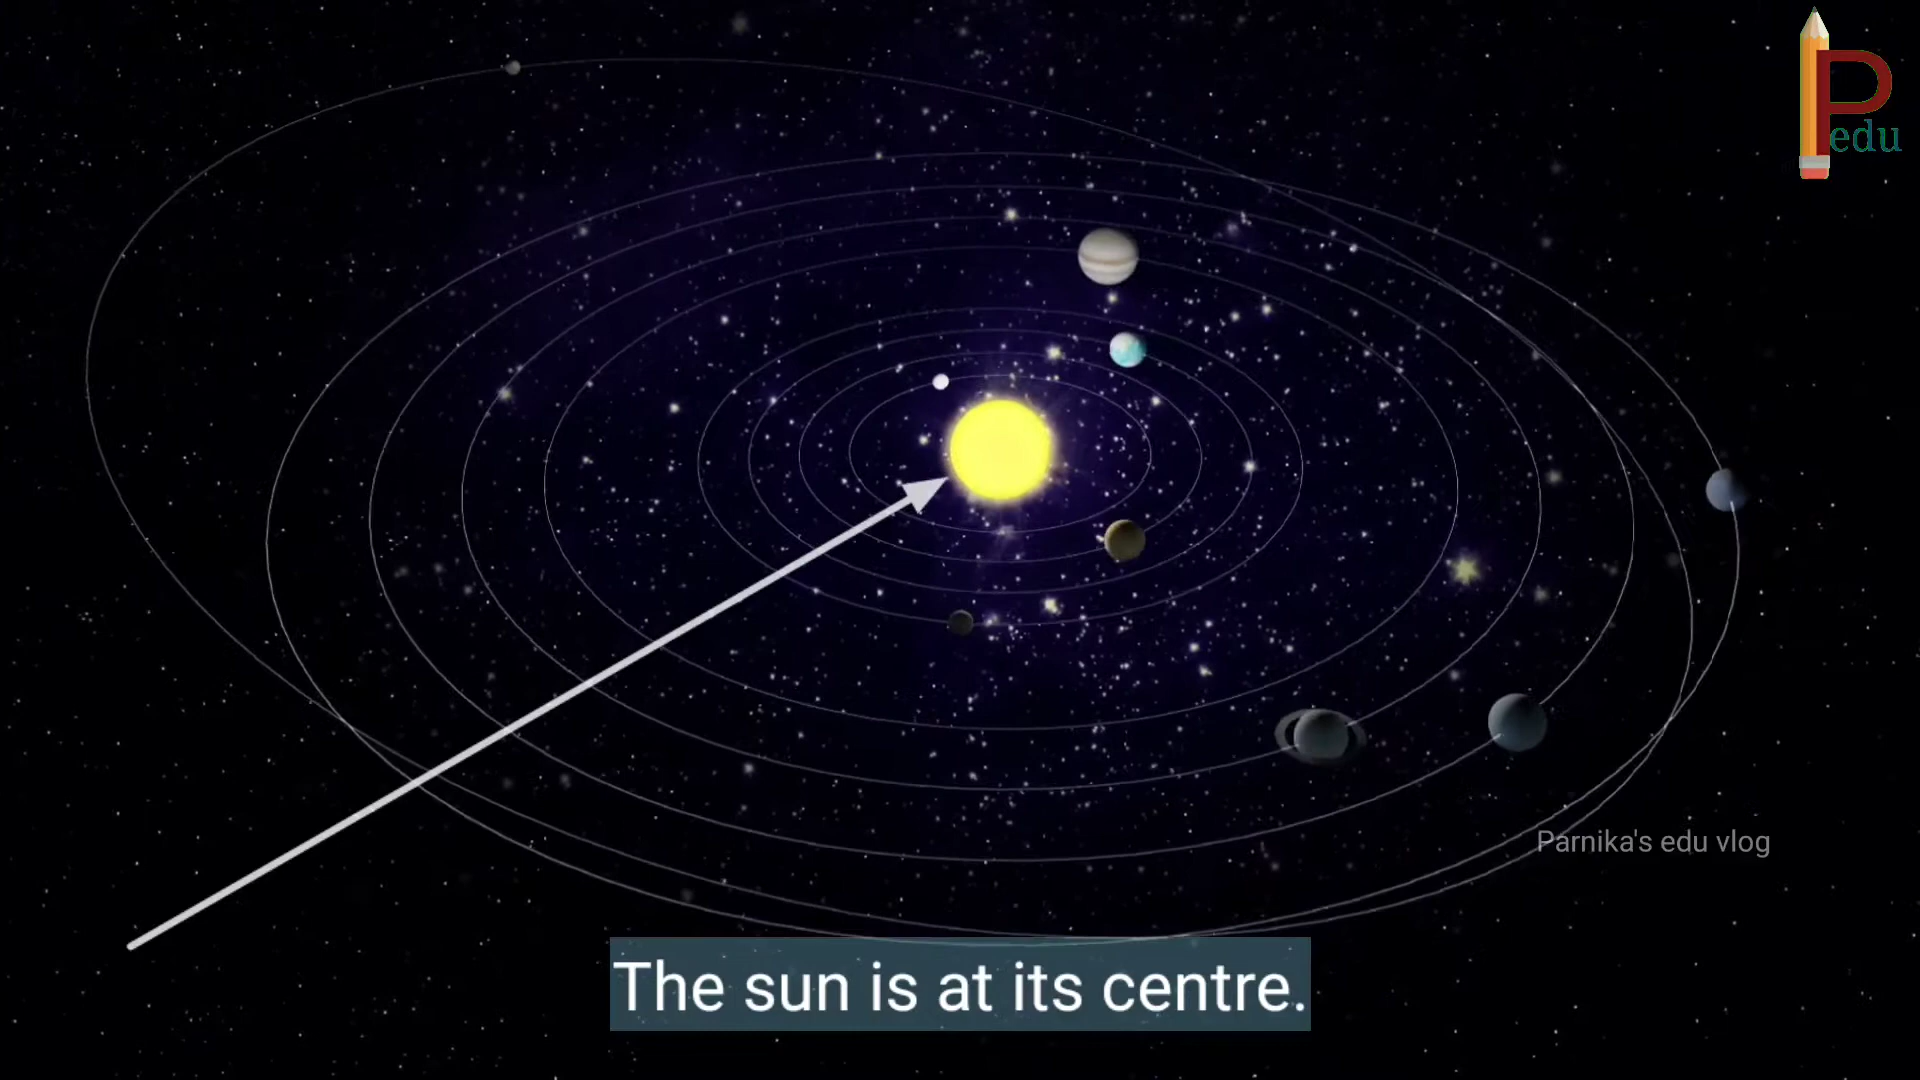 P
edu
Parnika's edu vlog
The sun is at its centre.